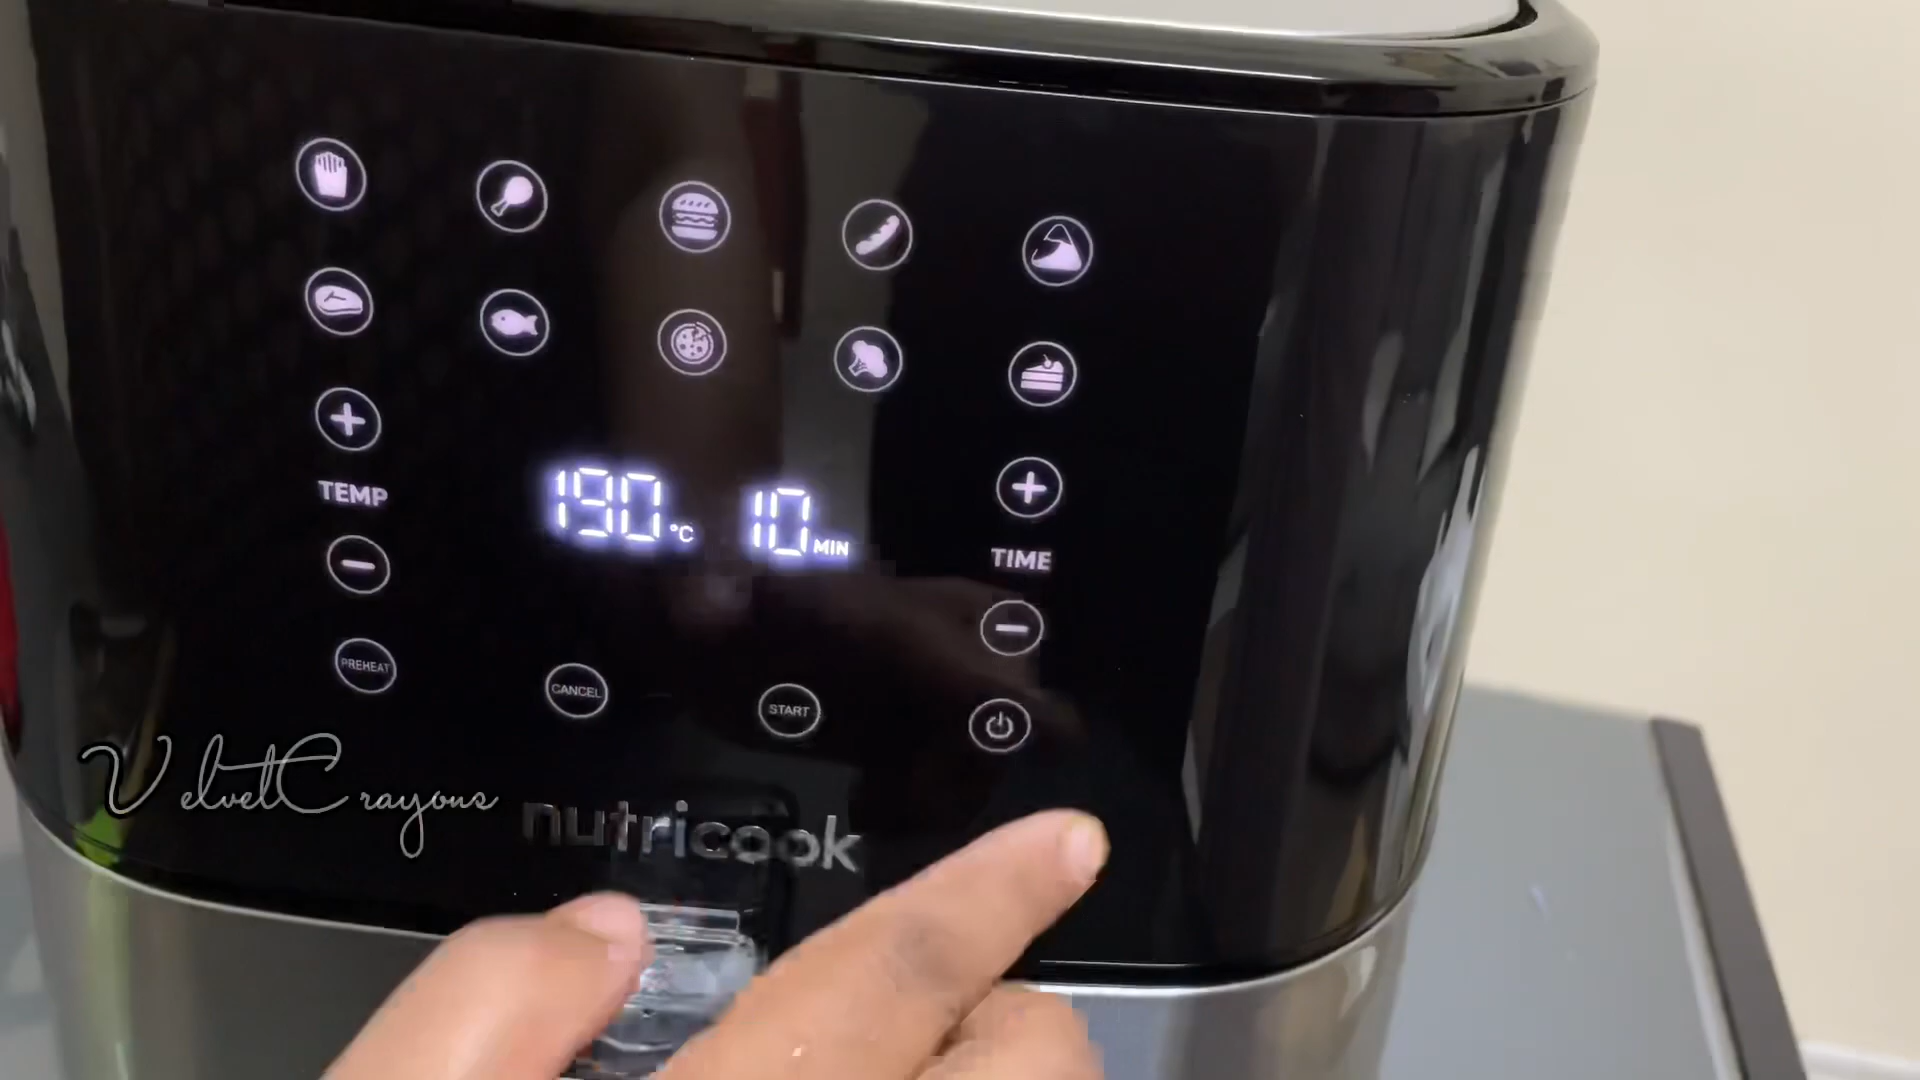 TEMP
190 °C
10 MIN
TIME
PREHEAT
CANCEL
START
VelvetCrayons
nutricook